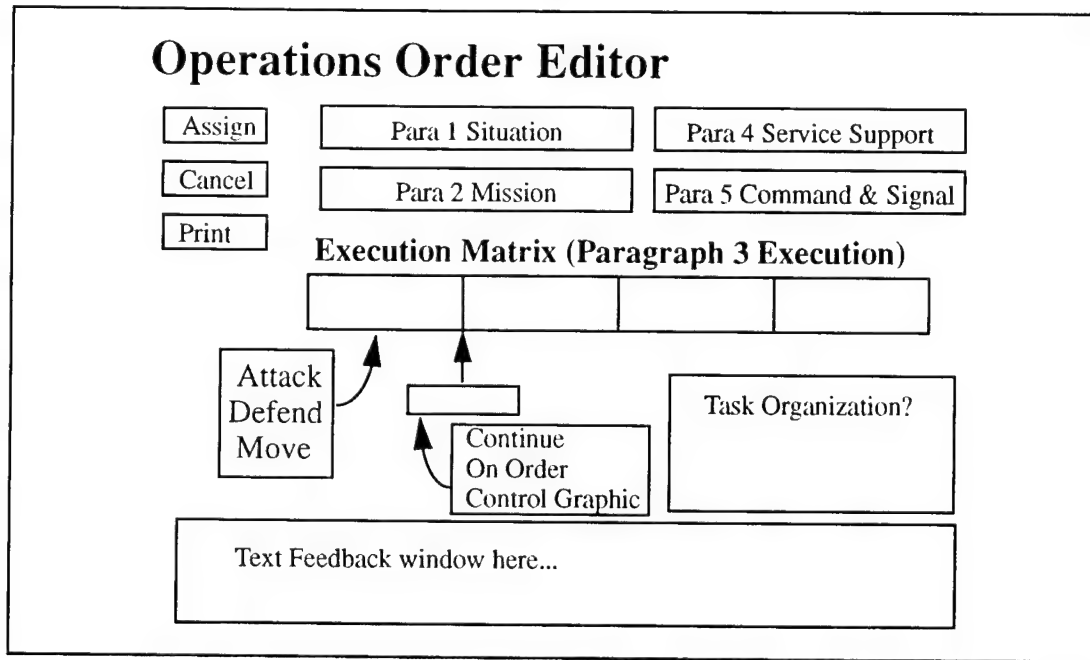 Operations Order Editor
Assign
Para 1 Situation
Para 4 Service Support
Cancel
Para 2 Mission
Para 5 Command & Signal
Print
Execution Matrix (Paragraph 3 Execution)
Attack
Defend
Move
Continue
On Order
Control Graphic
Task Organization?
Text Feedback window here...